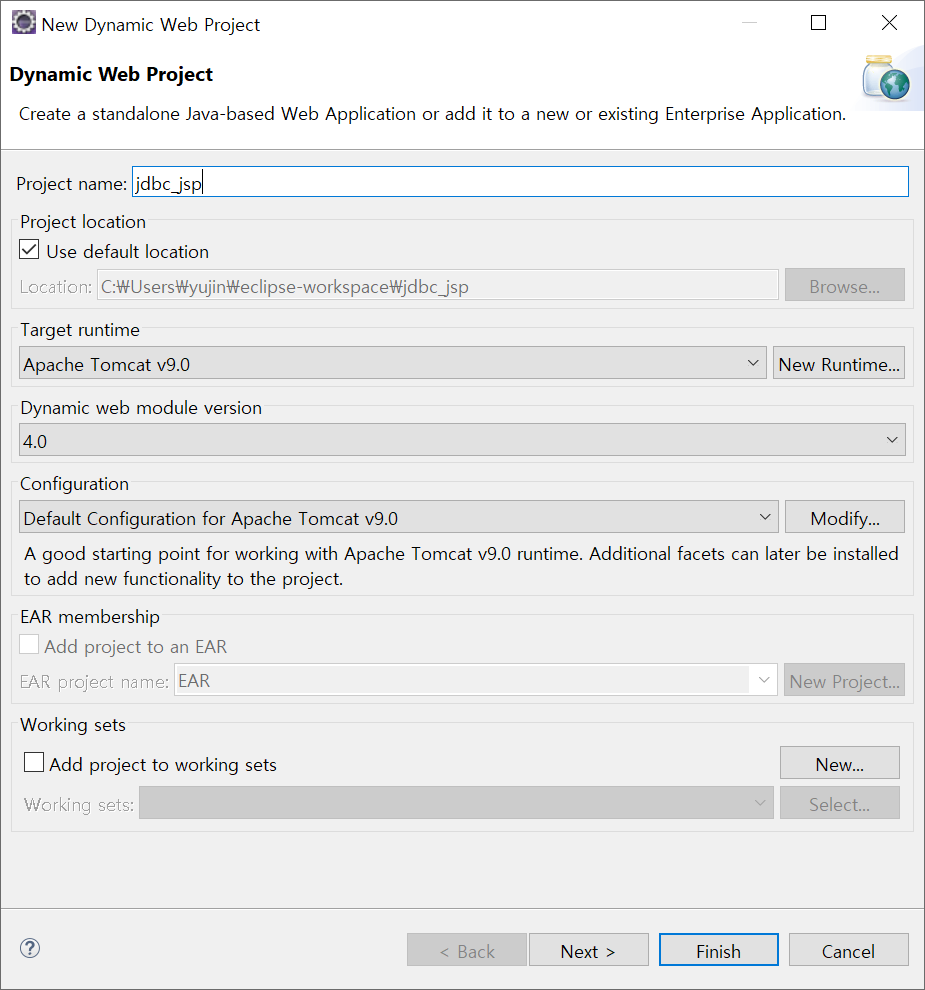 New Dynamic Web Project
Dynamic Web Project
Create a standalone Java-based Web Application or add it to a new or existing Enterprise Application.
Project name: jdbc_jsp
Project location
Use default location
Location: C:₩Users₩yujin₩eclipse-workspace₩jdbc_jsp Browse...
Target runtime
Apache Tomcat v9.0 New Runtime...
Dynamic web module version
4.0
Configuration
Default Configuration for Apache Tomcat v9.0 Modify...
A good starting point for working with Apache Tomcat v9.0 runtime. Additional facets can later be installed
to add new functionality to the project.
EAR membership
Add project to an EAR
EAR project name: EAR New Project...
Working sets
Add project to working sets New...
Working sets: Select...
? < Back Next > Finish Cancel